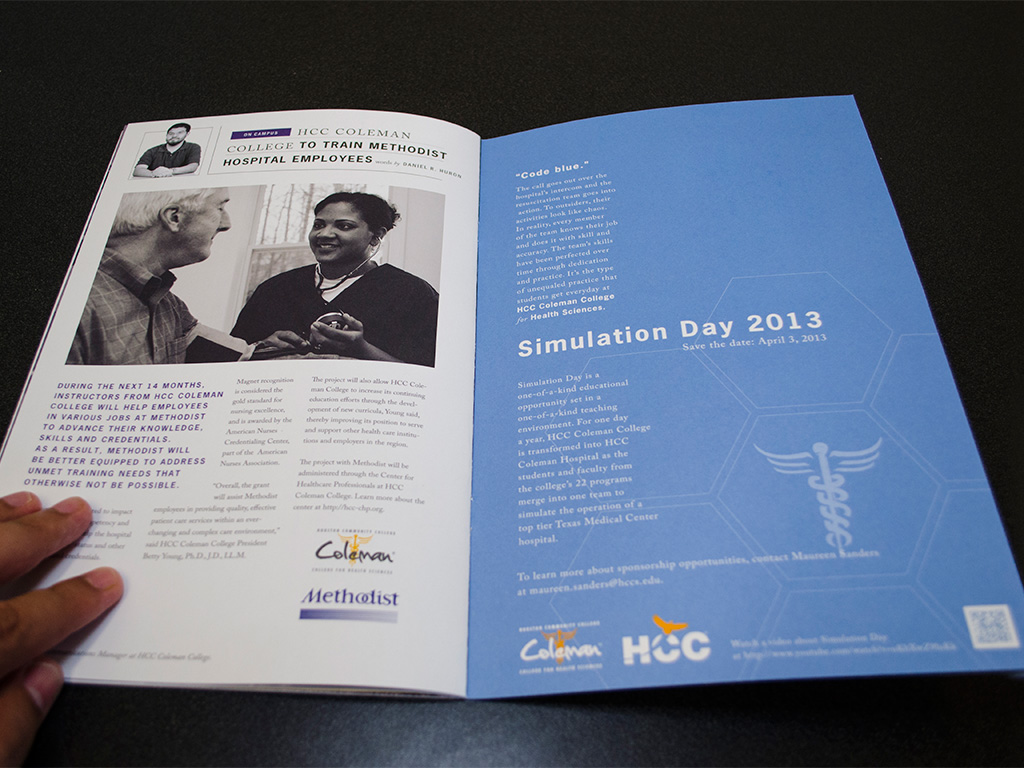 ON CAMPUS HCC COLEMAN
COLLEGE TO TRAIN METHODIST
HOSPITAL EMPLOYEES words by DANIEL R. HURON
DURING THE NEXT 14 MONTHS,
INSTRUCTORS FROM HCC COLEMAN
COLLEGE WILL HELP EMPLOYEES
IN VARIOUS JOBS AT METHODIST
TO ADVANCE THEIR KNOWLEDGE,
SKILLS AND CREDENTIALS.
AS A RESULT, METHODIST WILL
BE BETTER EQUIPPED TO ADDRESS
UNMET TRAINING NEEDS THAT
OTHERWISE NOT BE POSSIBLE.
to impact
and
the hospital
and other
Magnet recognition
is considered the
gold standard for
nursing excellence,
and is awarded by the
American Nurses
Credentialing Center,
part of the American
Nurses Association.
"Overall, the grant
will assist Methodist
employees in providing quality, effective
patient care services within an ever-
changing and complex care environment,"
said HCC Coleman College President
Betty Young, Ph.D., J.D., LL.M.
The project will also allow HCC Cole-
man College to increase its continuing
education efforts through the devel-
opment of new curricula, Young said,
thereby improving its position to serve
and support other health care institu-
tions and employers in the region.
The project with Methodist will be
administered through the Center for
Healthcare Professionals at HCC
Coleman College. Learn more about the
center at http://hcc-chp.org.
HOUSTON COMMUNITY COLLEGE
Coleman
COLLEGE FOR HEALTH SCIENCES
Methodist
Manager at HCC Coleman College.
"Code blue."
The call goes out over the
hospital's intercom and the
resuscitation team goes into
action. To outsiders, their
activities look like chaos.
In reality, every member
of the team knows their job
and does it with skill and
accuracy. The team's skills
have been perfected over
time through dedication
and practice. It's the type
of unequaled practice that
students get everyday at
HCC Coleman College
for Health Sciences.
Simulation Day 2013
Save the date: April 3, 2013
Simulation Day is a
one-of-a-kind educational
opportunity set in a
one-of-a-kind teaching
environment. For one day
a year, HCC Coleman College
is transformed into HCC
Coleman Hospital as the
students and faculty from
the college's 22 programs
merge into one team to
simulate the operation of a
top tier Texas Medical Center
hospital.
To learn more about sponsorship opportunities, contact Maureen Sanders
at maureen.sanders@hccs.edu.
HOUSTON COMMUNITY COLLEGE
Coleman
COLLEGE FOR HEALTH SCIENCES
HCC
Watch a video about Simulation Day
at